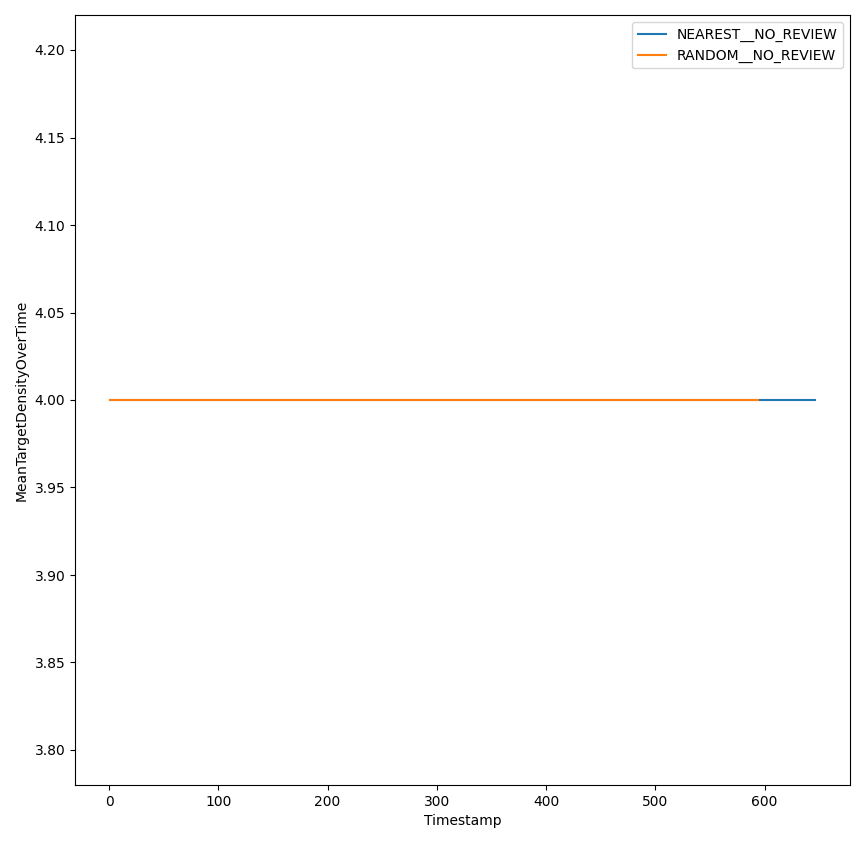 NEAREST__NO_REVIEW
RANDOM__NO_REVIEW
4.20
4.15
4.10
4.05
4.00
3.95
3.90
3.85
3.80
MeanTargetDensityOverTime
0 100 200 300 400 500 600
Timestamp